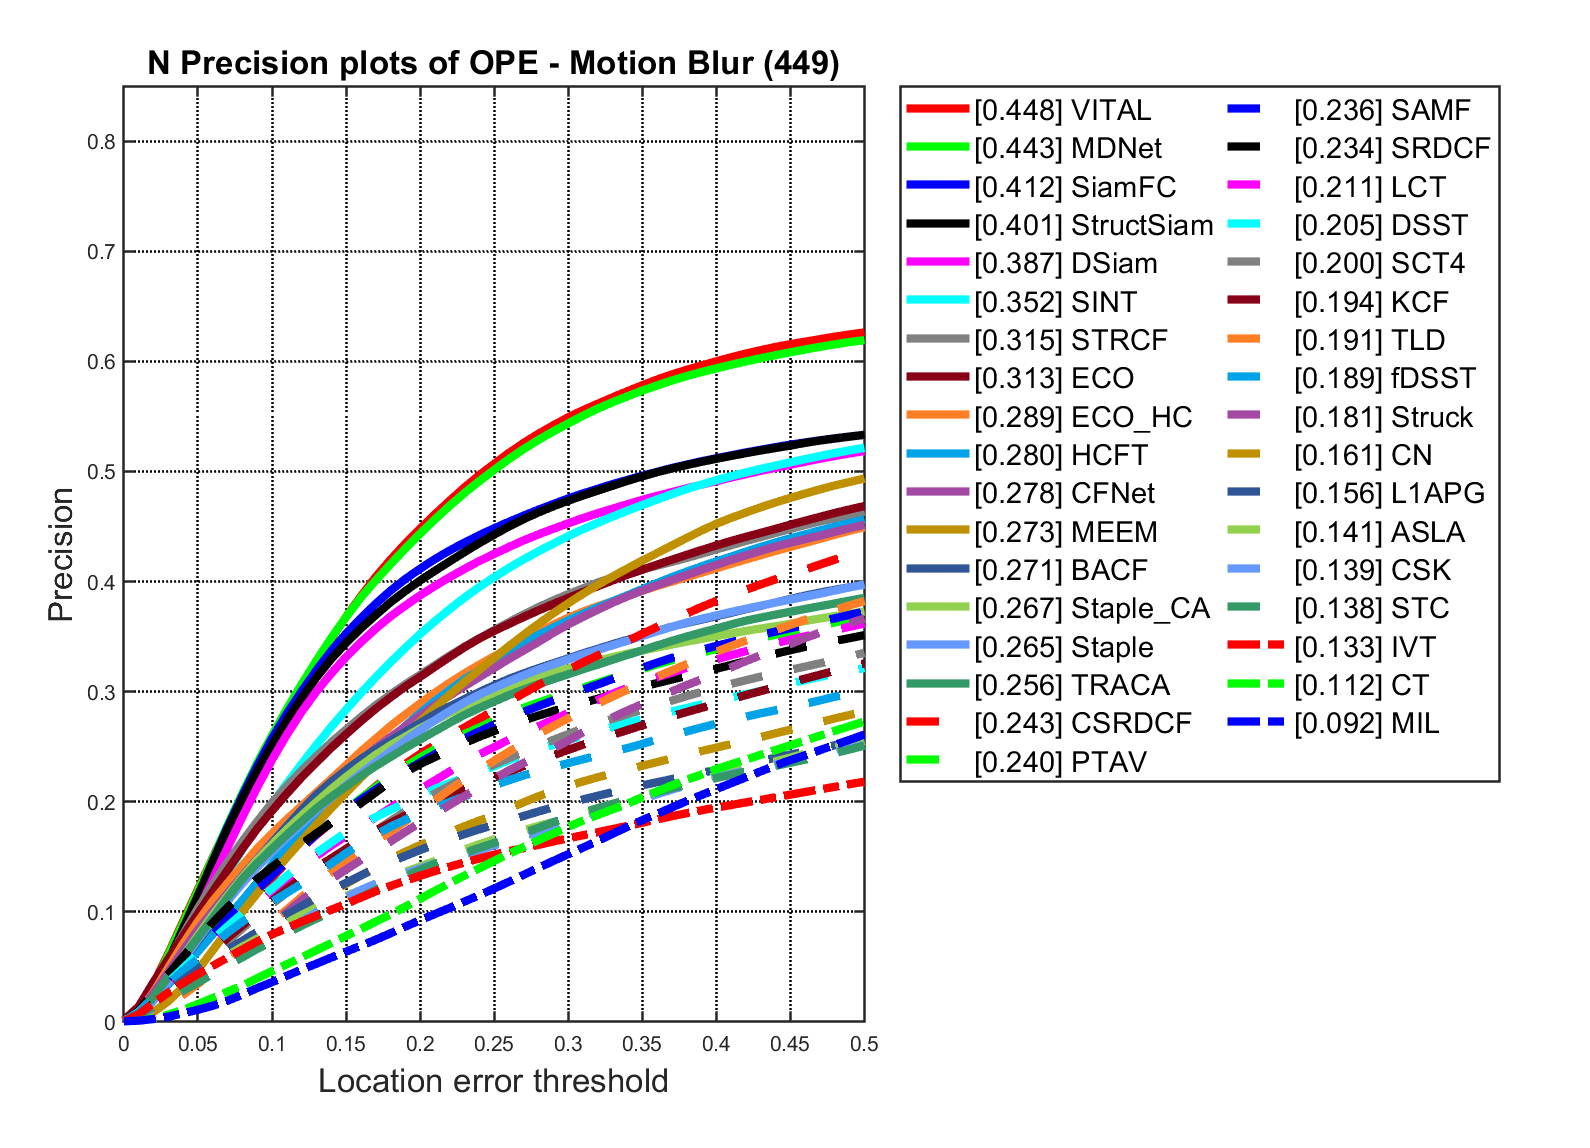 N Precision plots of OPE - Motion Blur (449)
Precision
0.8
0.7
0.6
0.5
0.4
0.3
0.2
0.1
0
0 0.05 0.1 0.15 0.2 0.25 0.3 0.35 0.4 0.45 0.5
Location error threshold
[0.448] VITAL
[0.443] MDNet
[0.412] SiamFC
[0.401] StructSiam
[0.387] DSiam
[0.352] SINT
[0.315] STRCF
[0.313] ECO
[0.289] ECO_HC
[0.280] HCFT
[0.278] CFNet
[0.273] MEEM
[0.271] BACF
[0.267] Staple_CA
[0.265] Staple
[0.256] TRACA
[0.243] CSRDCF
[0.240] PTAV
[0.236] SAMF
[0.234] SRDCF
[0.211] LCT
[0.205] DSST
[0.200] SCT4
[0.194] KCF
[0.191] TLD
[0.189] fDSST
[0.181] Struck
[0.161] CN
[0.156] L1APG
[0.141] ASLA
[0.139] CSK
[0.138] STC
[0.133] IVT
[0.112] CT
[0.092] MIL